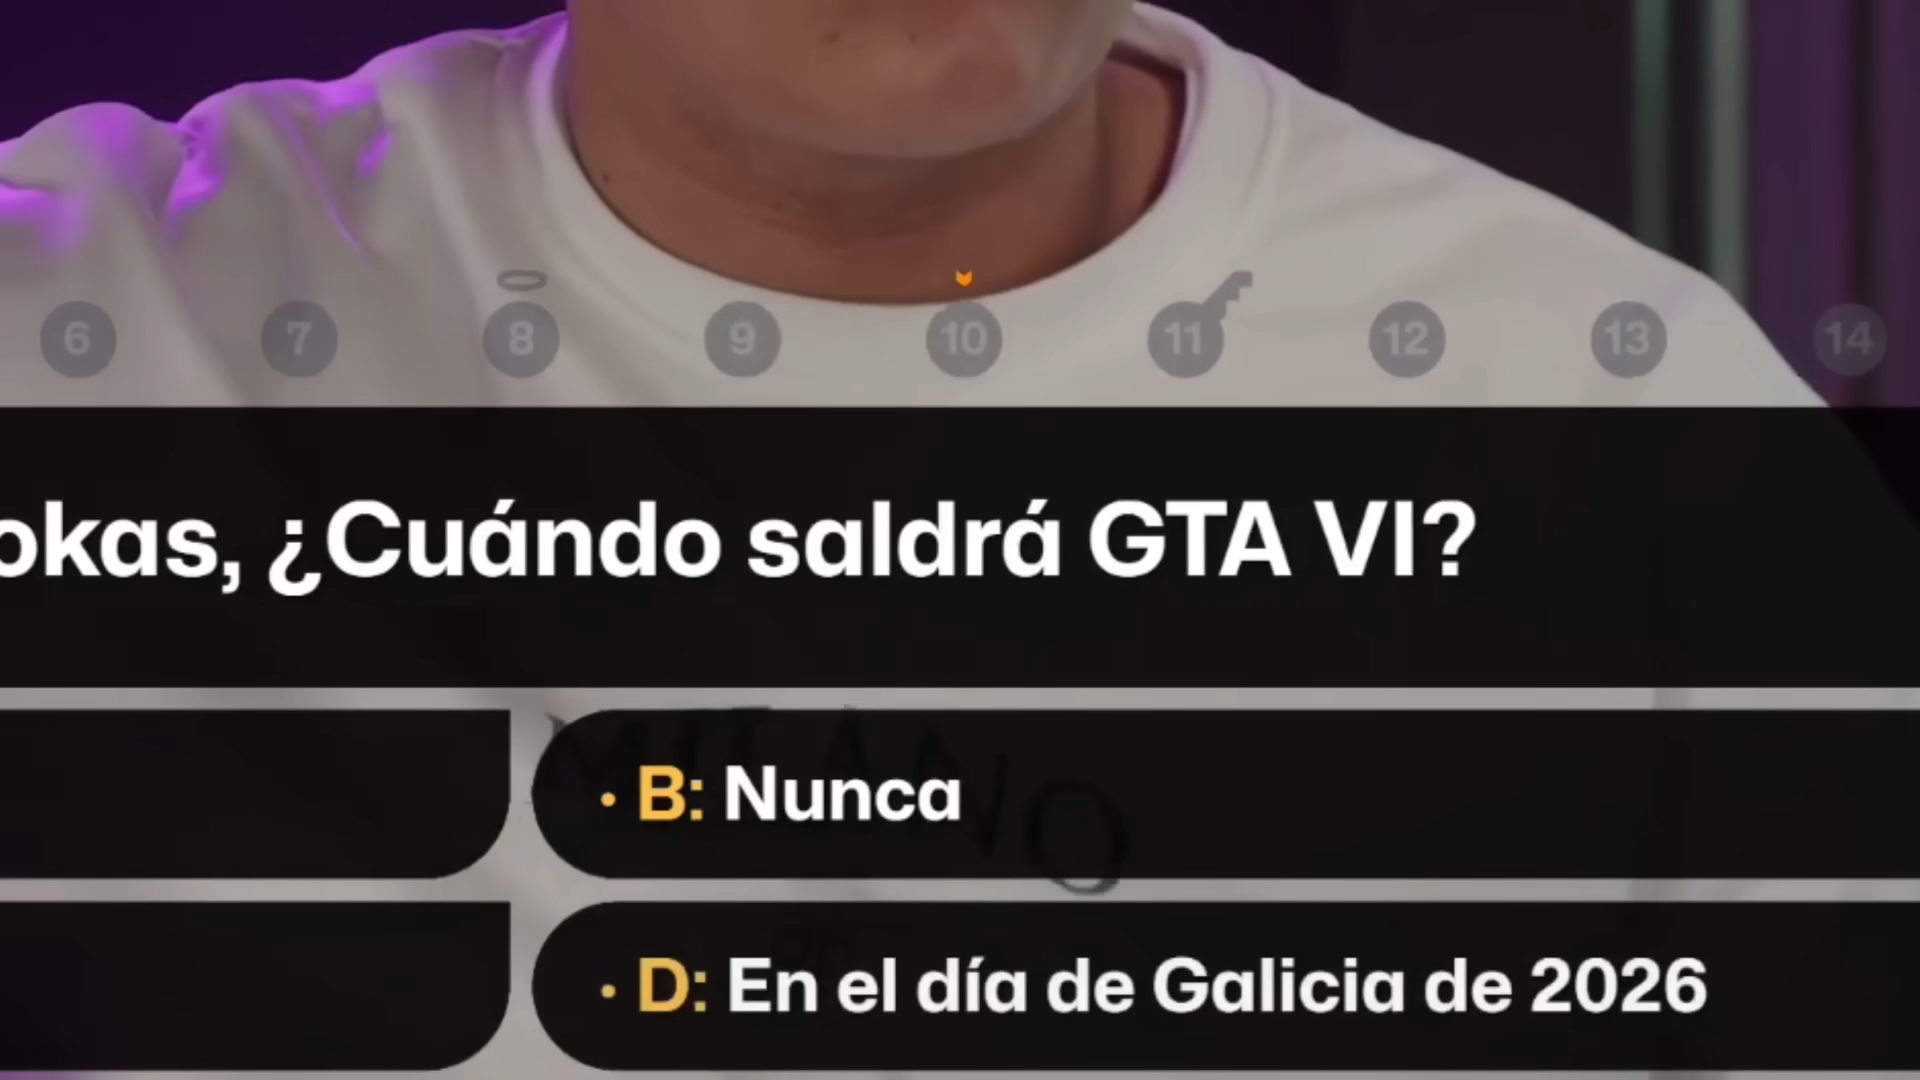 6 7 8 9 10 11 12 13 14
okas, ¿Cuándo saldrá GTA VI?
B: Nunca
MILANO
D: En el día de Galicia de 2026